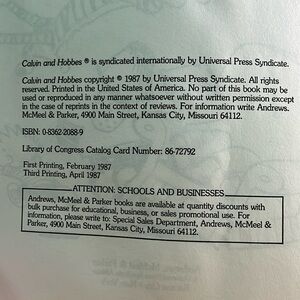 Calvin and Hobbes ® is syndicated internationally by Universal Press Syndicate.
Calvin and Hobbes copyright © 1987 by Universal Press Syndicate. All rights
reserved. Printed in the United States of America. No part of this book may be
used or reproduced in any manner whatsoever without written permission except
in the case of reprints in the context of reviews. For information write Andrews,
McMeel & Parker, 4900 Main Street, Kansas City, Missouri 64112.
ISBN: 0-8362-2088-9
Library of Congress Catalog Card Number: 86-72792
First Printing, February 1987
Third Printing, April 1987
ATTENTION: SCHOOLS AND BUSINESSES
Andrews, McMeel & Parker books are available at quantity discounts with
bulk purchase for educational, business, or sales promotional use. For
information, please write to: Special Sales Department, Andrews, McMeel &
Parker, 4900 Main Street, Kansas City, Missouri 64112.